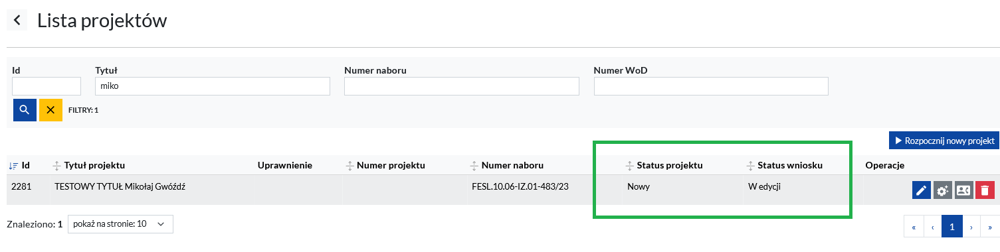 Lista projektów
Id Tytuł Numer naboru Numer WoD
miko
FILTRY: 1
Rozpocznij nowy projekt
Id Tytuł projektu Uprawnienie Numer projektu Numer naboru Status projektu Status wniosku Operacje
2281 TESTOWY TYTUŁ Mikołaj Gwóźdź FESL.10.06-IZ.01-483/23 Nowy W edycji
Znaleziono: 1 pokaż na stronie: 10 « ‹ 1 › »